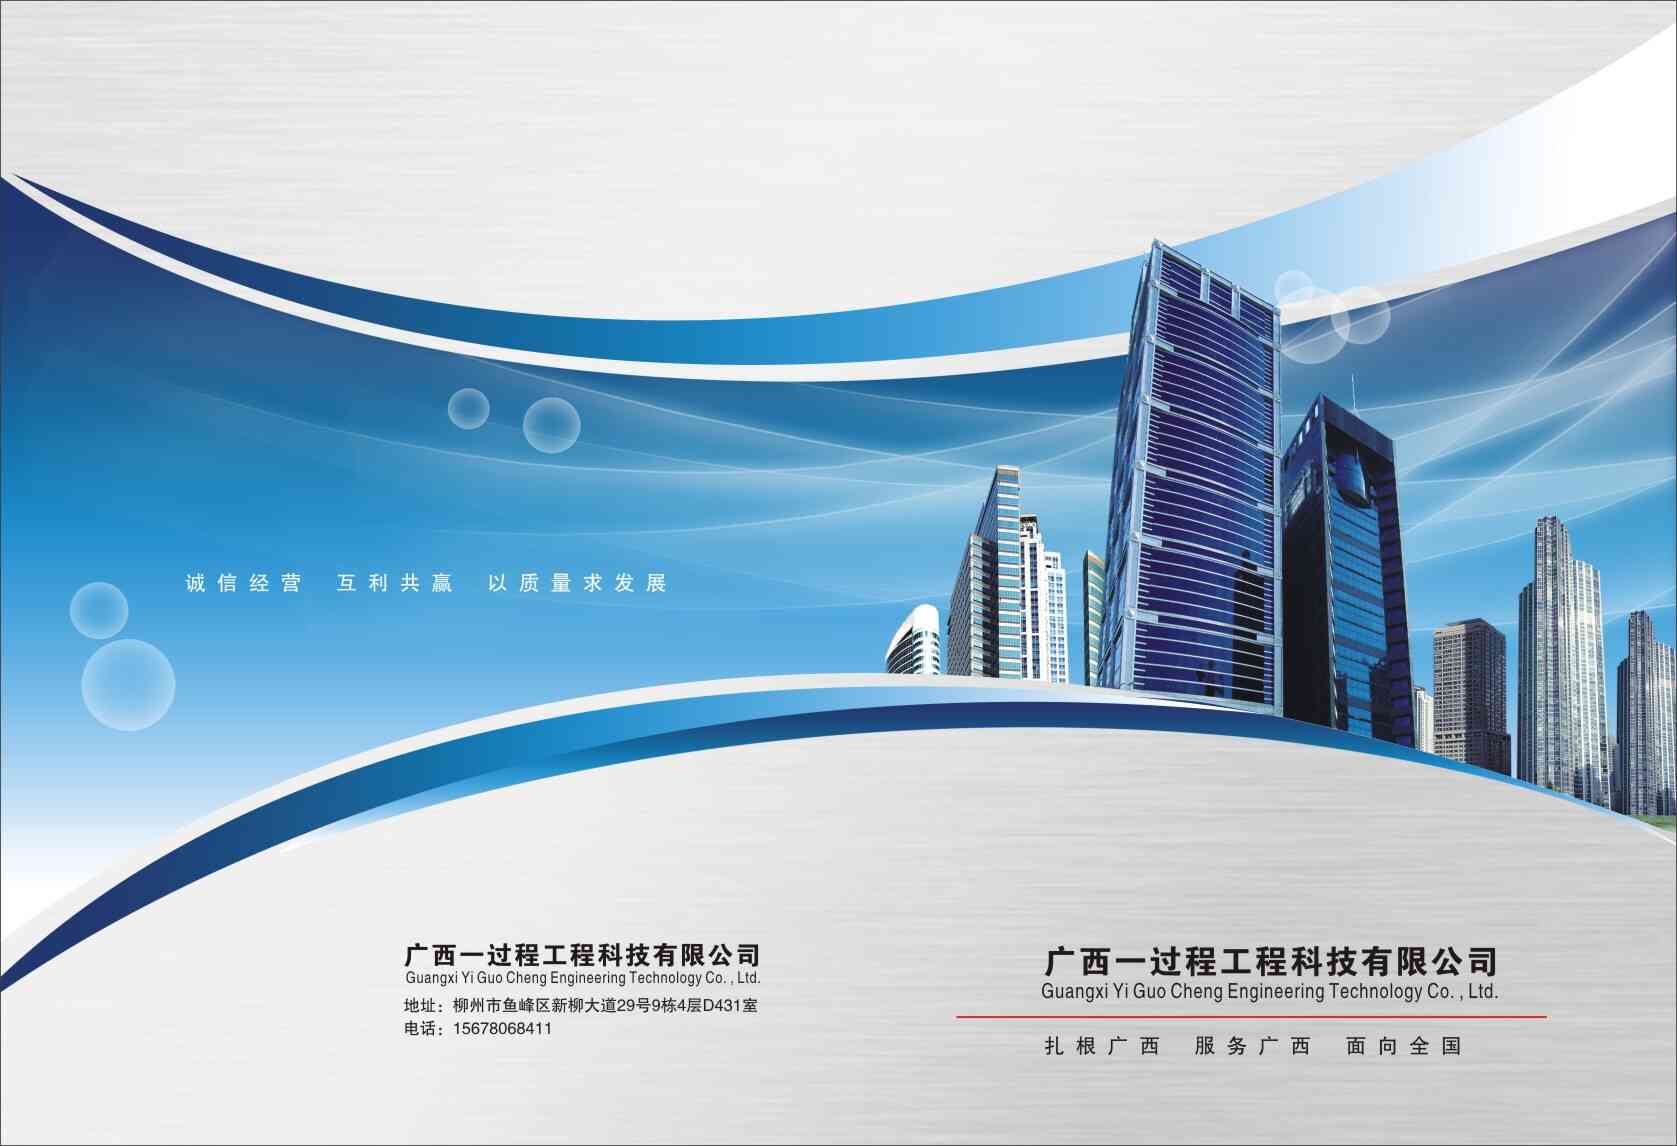 诚信经营 互利共赢 以质量求发展
广西一过程工程科技有限公司
Guangxi Yi Guo Cheng Engineering Technology Co. , Ltd.
地址：柳州市鱼峰区新柳大道29号9栋4层D431室
电话：15678068411
广西一过程工程科技有限公司
Guangxi Yi Guo Cheng Engineering Technology Co. , Ltd.
扎根广西 服务广西 面向全国